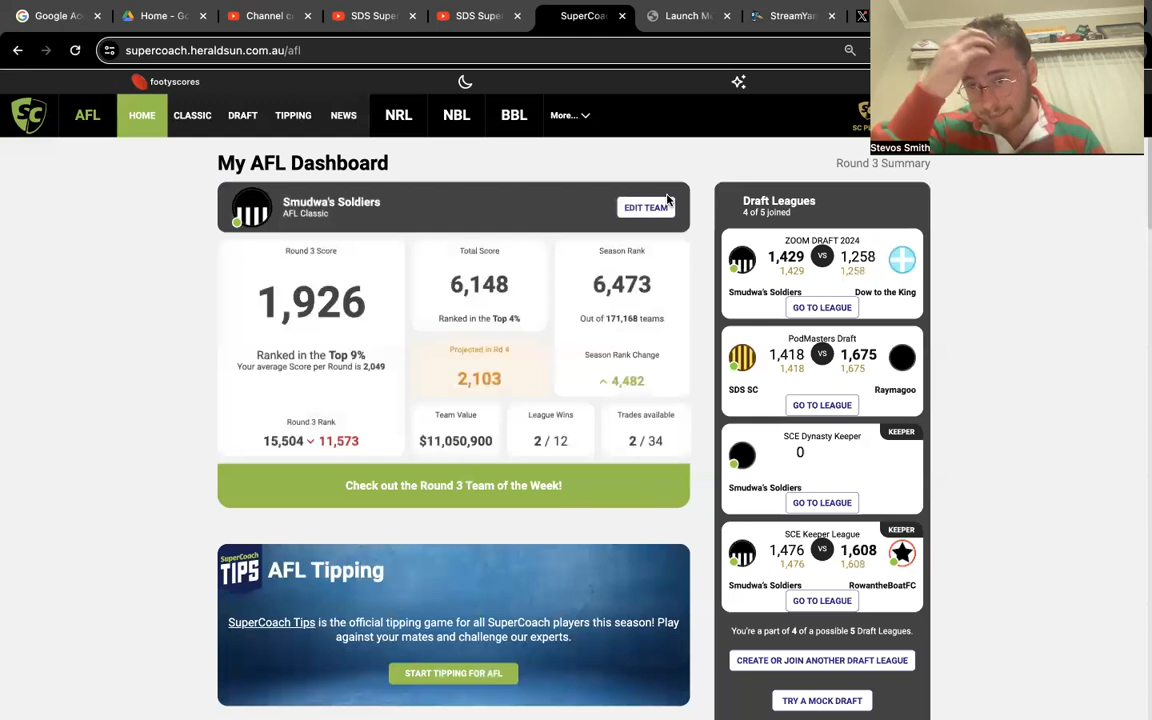 Google Ac
Home - Go
Channel c
SDS Supe
SDS Supe
SuperCoac
Launch Me
StreamYar
supercoach.heraldsun.com.au/afl
footyscores
SC
AFL
HOME
CLASSIC
DRAFT
TIPPING
NEWS
NRL
NBL
BBL
More...
Stevos Smith
My AFL Dashboard
Round 3 Summary
Smudwa's Soldiers
AFL Classic
EDIT TEAM
Round 3 Score
1,926
Ranked in the Top 9%
Your average Score per Round is 2,049
Round 3 Rank
15,504 11,573
Total Score
6,148
Ranked in the Top 4%
Projected in Rd 4
2,103
Season Rank
6,473
Out of 171,168 teams
Season Rank Change
4,482
Team Value
$11,050,900
League Wins
2 / 12
Trades available
2 / 34
Check out the Round 3 Team of the Week!
SuperCoach
TIPS
AFL Tipping
SuperCoach Tips is the official tipping game for all SuperCoach players this season! Play
against your mates and challenge our experts.
START TIPPING FOR AFL
Draft Leagues
4 of 5 joined
ZOOM DRAFT 2024
1,429 VS 1,258
1,429 1,258
Smudwa's Soldiers Dow to the King
GO TO LEAGUE
PodMasters Draft
1,418 VS 1,675
1,418 1,675
SDS SC Raymagoo
GO TO LEAGUE
KEEPER
SCE Dynasty Keeper
0
Smudwa's Soldiers
GO TO LEAGUE
KEEPER
SCE Keeper League
1,476 VS 1,608
1,476 1,608
Smudwa's Soldiers RowantheBoatFC
GO TO LEAGUE
You're a part of 4 of a possible 5 Draft Leagues.
CREATE OR JOIN ANOTHER DRAFT LEAGUE
TRY A MOCK DRAFT